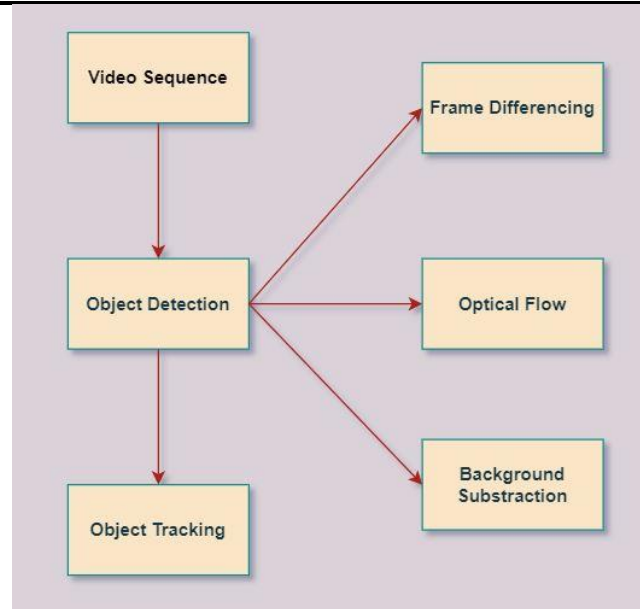 Video Sequence
Frame Differencing
Object Detection
Optical Flow
Background
Substraction
Object Tracking